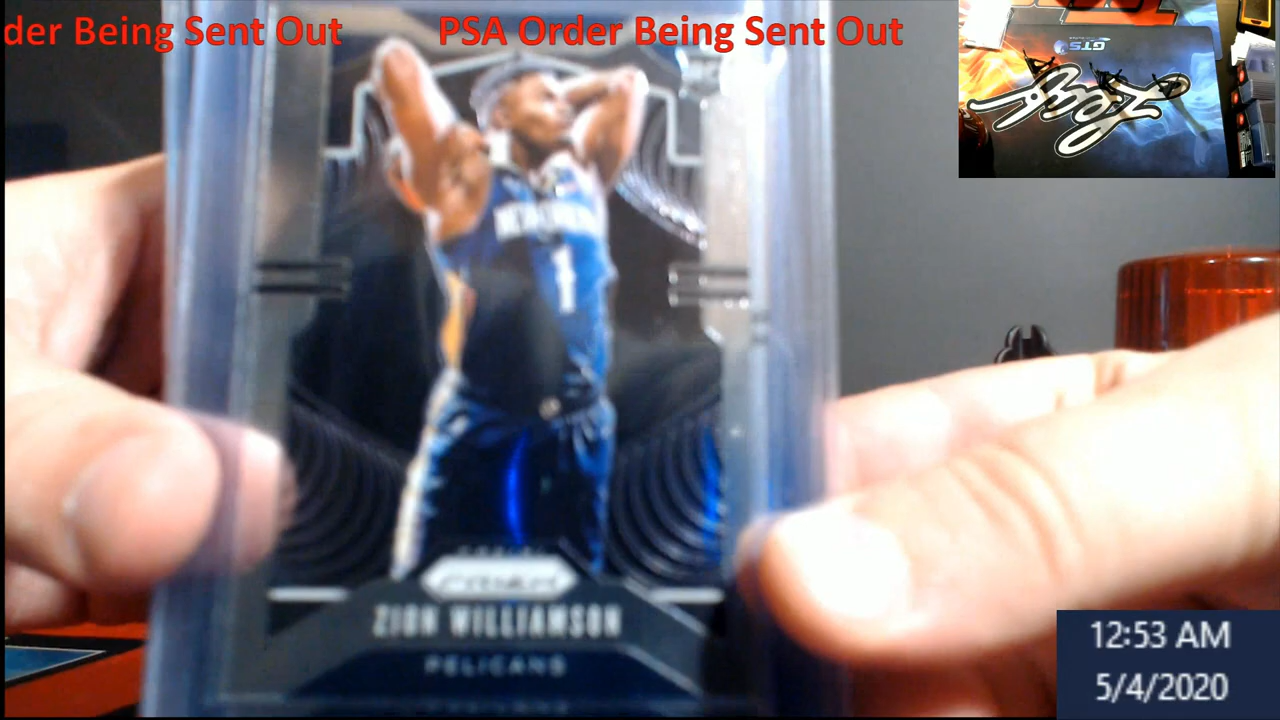 der Being Sent Out PSA Order Being Sent Out
GTS
1
PRIZM
ZION WILLIAMSON
PELICANS
12:53 AM
5/4/2020